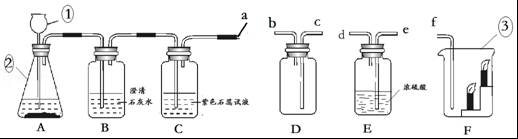 ① a b c d e f ③
②
澄清 浓硫酸
石灰水 紫色石蕊试液
A B C D E F